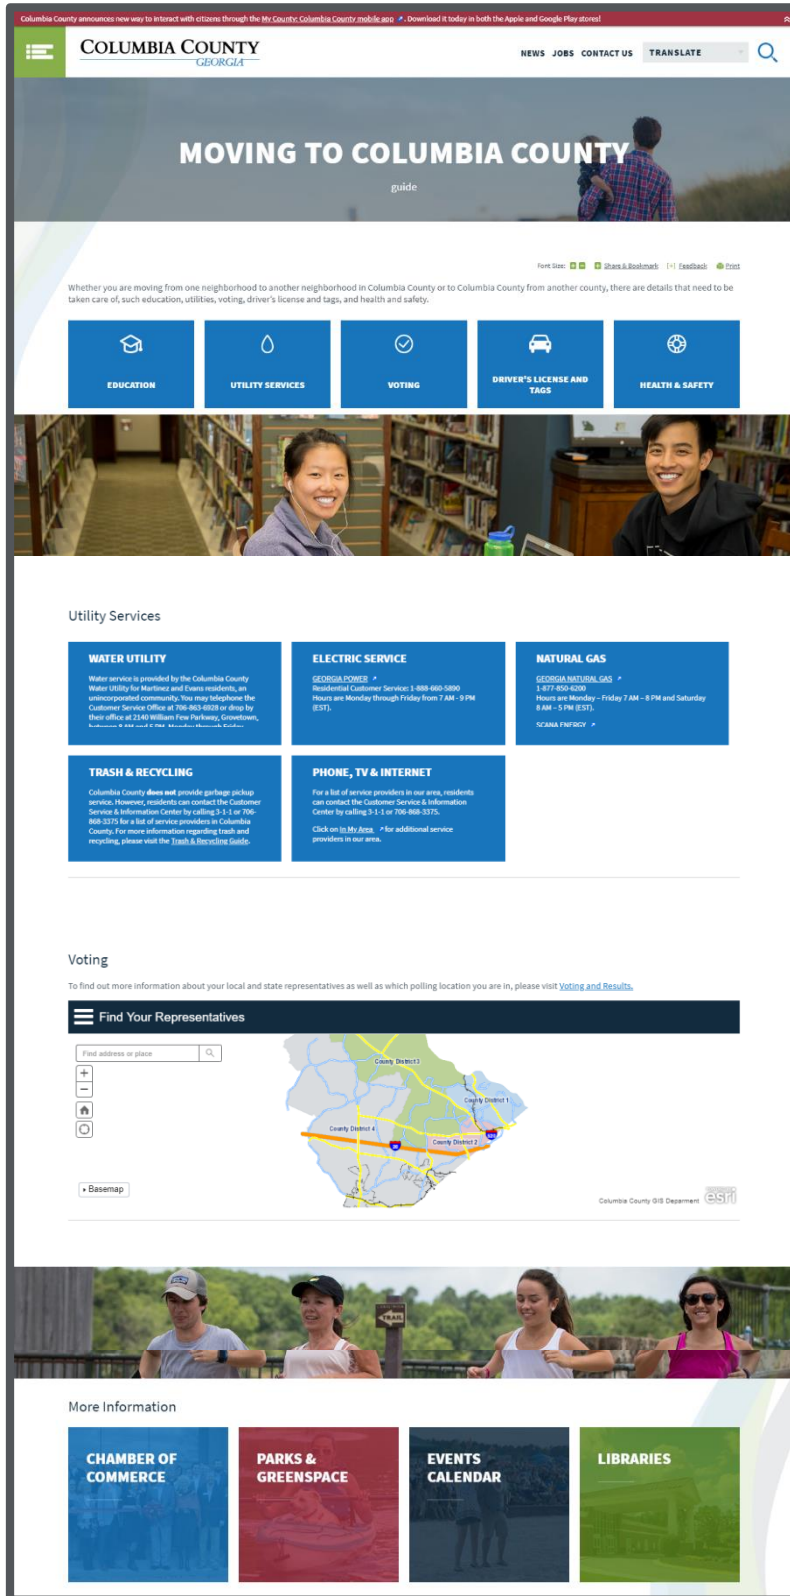 Columbia County announces new way to interact with citizens through the My County: Columbia County mobile app . Download it today in both the Apple and Google Play stores!
COLUMBIA COUNTY
GEORGIA
NEWS JOBS CONTACT US TRANSLATE
MOVING TO COLUMBIA COUNTY
guide
Font Size: Share & Bookmark Feedback Print
Whether you are moving from one neighborhood to another neighborhood in Columbia County or to Columbia County from another county, there are details that need to be
taken care of, such education, utilities, voting, driver's license and tags, and health and safety.
EDUCATION
UTILITY SERVICES
VOTING
DRIVER'S LICENSE AND
TAGS
HEALTH & SAFETY
Utility Services
WATER UTILITY
Water service is provided by the Columbia County
Water Utility for Martinez and Evans residents, an
unincorporated community. You may telephone the
Customer Service Office at 706-863-6928 or drop by
their office at 2140 William Few Parkway, Grovetown,
between 8 AM and 5 PM, Monday through Friday
ELECTRIC SERVICE
GEORGIA POWER
Residential Customer Service: 1-888-660-5890
Hours are Monday through Friday from 7 AM - 9 PM
(EST).
NATURAL GAS
GEORGIA NATURAL GAS
1-877-850-6200
Hours are Monday – Friday 7 AM – 8 PM and Saturday
8 AM – 5 PM (EST).
SCANA ENERGY
TRASH & RECYCLING
Columbia County does not provide garbage pickup
service. However, residents can contact the Customer
Service & Information Center by calling 3-1-1 or 706-
868-3375 for a list of service providers in Columbia
County. For more information regarding trash and
recycling, please visit the Trash & Recycling Guide.
PHONE, TV & INTERNET
For a list of service providers in our area, residents
can contact the Customer Service & Information
Center by calling 3-1-1 or 706-868-3375.
Click on In My Area for additional service
providers in our area.
Voting
To find out more information about your local and state representatives as well as which polling location you are in, please visit Voting and Results.
Find Your Representatives
Find address or place
County District 3
County District 1
County District 4
County District 2
Basemap
Columbia County GIS Deparment
esri
TRAIL
More Information
CHAMBER OF
COMMERCE
PARKS &
GREENSPACE
EVENTS
CALENDAR
LIBRARIES